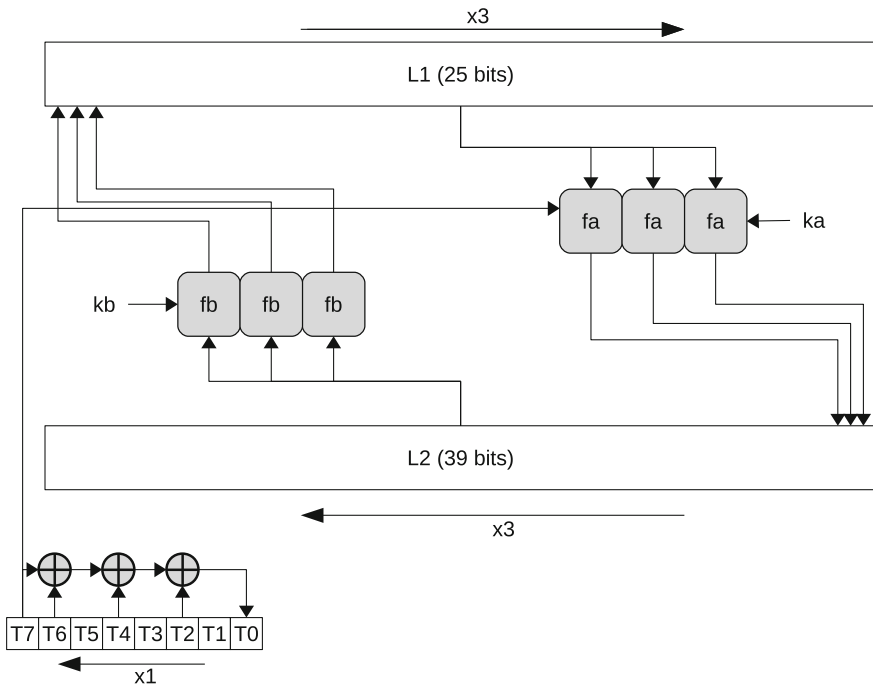 x3
L1 (25 bits)
fa fa fa ka
kb fb fb fb
L2 (39 bits)
x3
T7 T6 T5 T4 T3 T2 T1 T0
x1